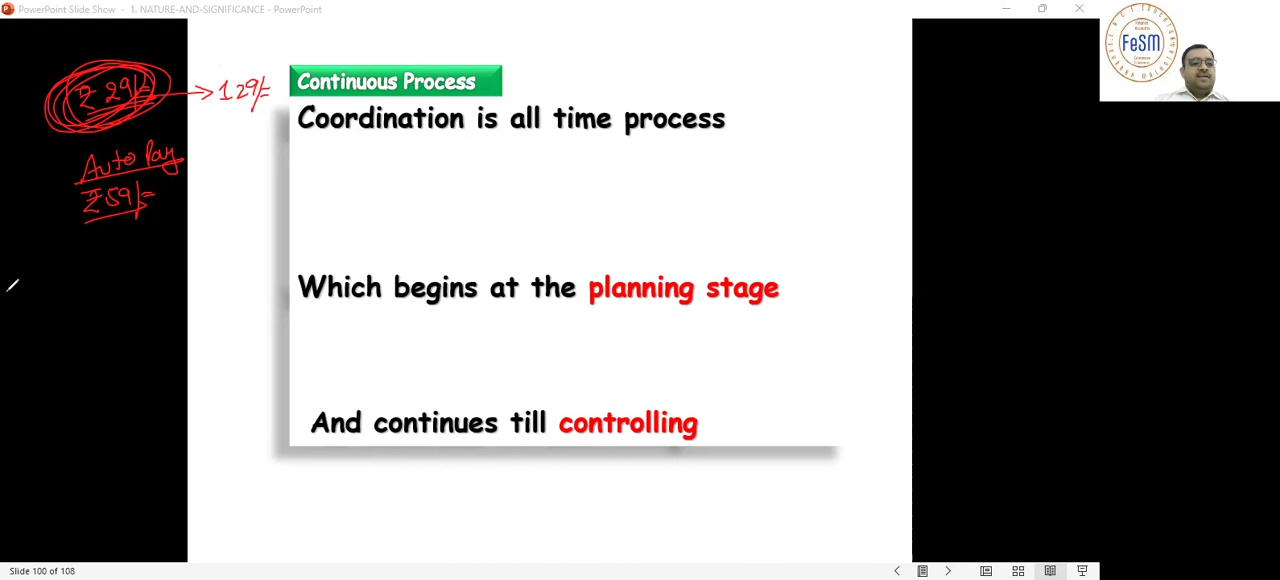 PowerPoint Slide Show - 1. NATURE-AND-SIGNIFICANCE - PowerPoint
FeSM
₹ 29/= → 129/=
Auto Pay
₹ 59/=
Continuous Process
Coordination is all time process
Which begins at the planning stage
And continues till controlling
Slide 100 of 108